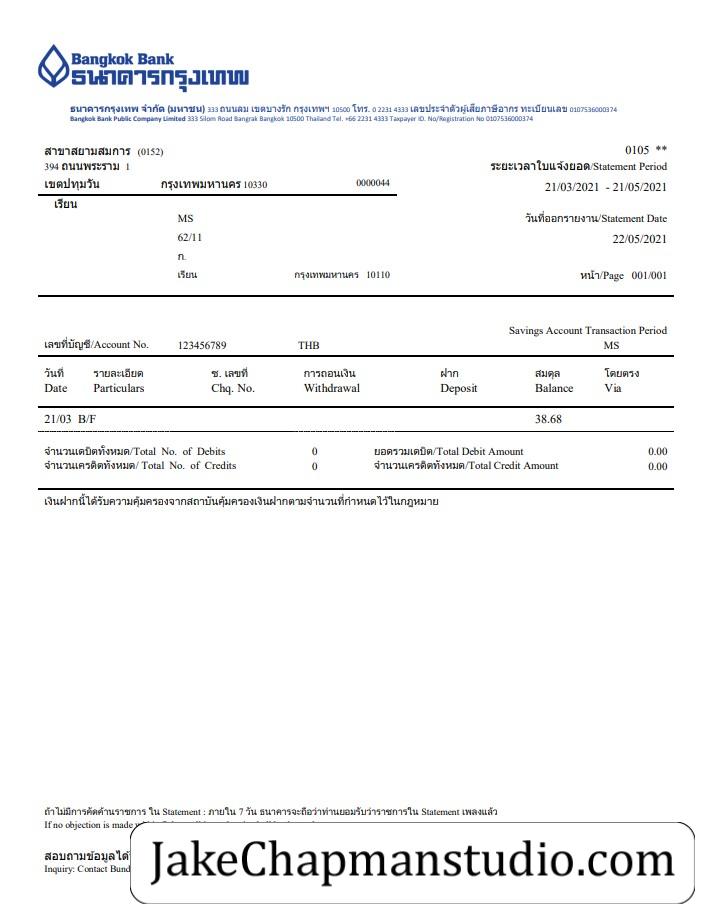 Bangkok Bank
ธนาคารกรุงเทพ
ธนาคารกรุงเทพ จำกัด (มหาชน) 333 ถนนสีลม เขตบางรัก กรุงเทพฯ 10500 โทร. 0 2231 4333 เลขประจำตัวผู้เสียภาษีอากร ทะเบียนเลข 0107536000374
Bangkok Bank Public Company Limited 333 Silom Road Bangrak Bangkok 10500 Thailand Tel. +66 2231 4333 Taxpayer ID. No/Registration No 0107536000374
สาขาสยามสมการ (0152) 0105 **
394 ถนนพระราม 1 ระยะเวลาใบแจ้งยอด/Statement Period
เขตปทุมวัน กรุงเทพมหานคร 10330 0000044 21/03/2021 - 21/05/2021
เรียน
MS วันที่ออกรายงาน/Statement Date
62/11 22/05/2021
ก.
เรียน กรุงเทพมหานคร 10110 หน้า/Page 001/001
Savings Account Transaction Period
เลขที่บัญชี/Account No. 123456789 THB MS
วันที่ รายละเอียด ช. เลขที่ การถอนเงิน ฝาก สมดุล โดยตรง
Date Particulars Chq. No. Withdrawal Deposit Balance Via
21/03 B/F 38.68
จำนวนเดบิตทั้งหมด/Total No. of Debits 0 ยอดรวมเดบิต/Total Debit Amount 0.00
จำนวนเครดิตทั้งหมด/ Total No. of Credits 0 จำนวนเครดิตทั้งหมด/Total Credit Amount 0.00
เงินฝากนี้ได้รับความคุ้มครองจากสถาบันคุ้มครองเงินฝากตามจำนวนที่กำหนดไว้ในกฎหมาย
ถ้าไม่มีการคัดค้านราชการ ใน Statement : ภายใน 7 วัน ธนาคารจะถือว่าท่านยอมรับว่าราชการใน Statement เพลงแล้ว
If no objection is made
สอบถามข้อมูลได้
Inquiry: Contact Bund
JakeChapmanstudio.com